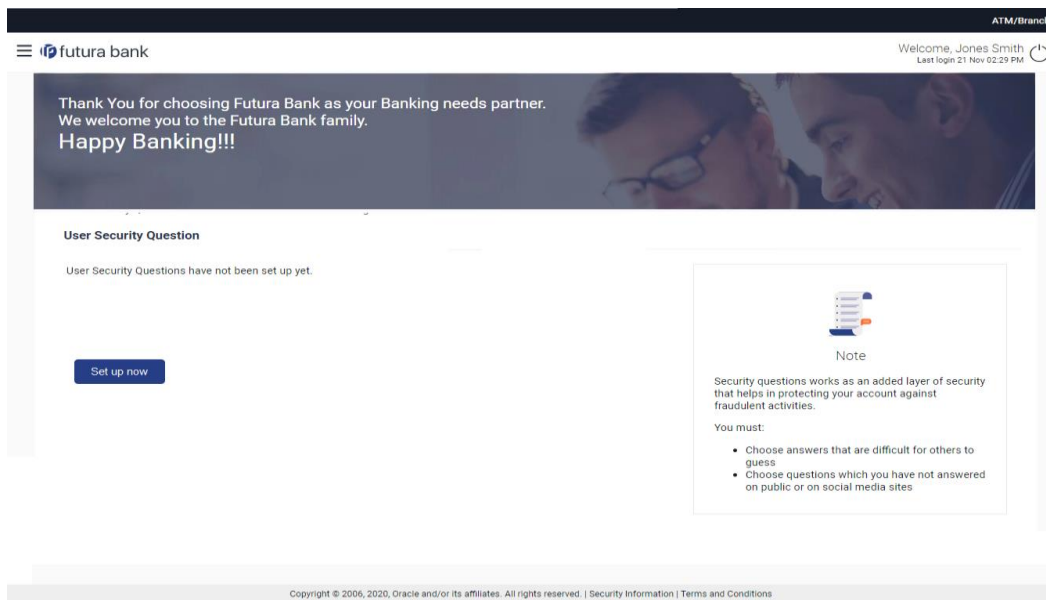 ATM/Branch
futura bank
Welcome, Jones Smith
Last login 21 Nov 02:29 PM
Thank You for choosing Futura Bank as your Banking needs partner.
We welcome you to the Futura Bank family.
Happy Banking!!!
User Security Question
User Security Questions have not been set up yet.
Set up now
Note
Security questions works as an added layer of security
that helps in protecting your account against
fraudulent activities.
You must:
• Choose answers that are difficult for others to
guess
• Choose questions which you have not answered
on public or on social media sites
Copyright © 2006, 2020, Oracle and/or its affiliates. All rights reserved. | Security Information | Terms and Conditions